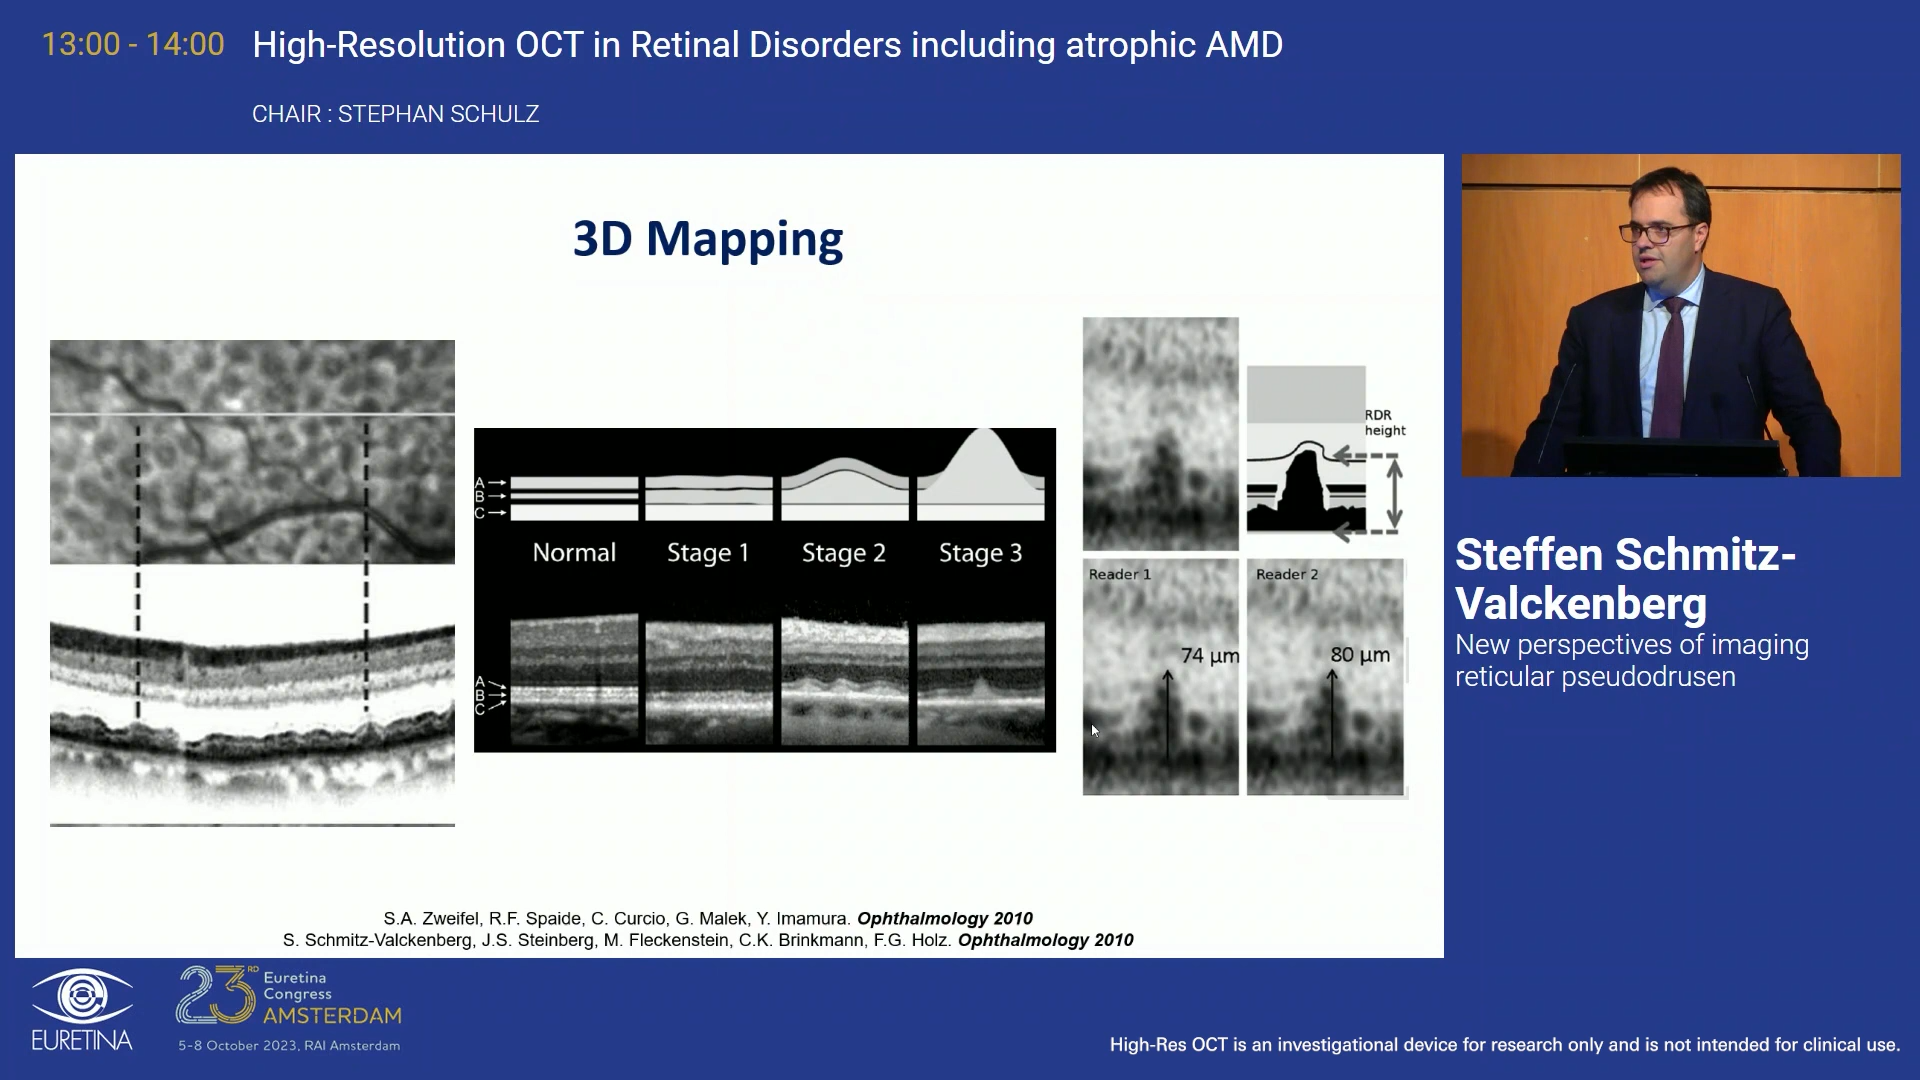 13:00 - 14:00 High-Resolution OCT in Retinal Disorders including atrophic AMD
CHAIR : STEPHAN SCHULZ
3D Mapping
A
B
C
Normal Stage 1 Stage 2 Stage 3
A
B
C
RDR
height
Reader 1 Reader 2
74 µm 80 µm
S.A. Zweifel, R.F. Spaide, C. Curcio, G. Malek, Y. Imamura. Ophthalmology 2010
S. Schmitz-Valckenberg, J.S. Steinberg, M. Fleckenstein, C.K. Brinkmann, F.G. Holz. Ophthalmology 2010
Steffen Schmitz-
Valckenberg
New perspectives of imaging
reticular pseudodrusen
EURETINA
23RD
Euretina
Congress
AMSTERDAM
5-8 October 2023, RAI Amsterdam
High-Res OCT is an investigational device for research only and is not intended for clinical use.